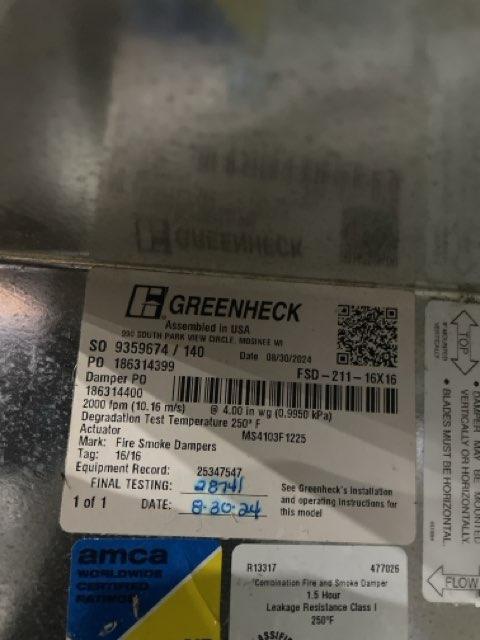 GREENHECK
Assembled in USA
900 SOUTH PARK VIEW CIRCLE, MOSINEE WI
SO 9359674 / 140 Date 08/30/2024
PO 186314399 FSD-211-16X16
Damper PO
186314400
2000 fpm (10.16 m/s) @ 4.00 in wg (0.9950 kPa)
Degradation Test Temperature 250° F
Actuator MS4103F1225
Mark: Fire Smoke Dampers
Tag: 16/16
Equipment Record: 25347547
FINAL TESTING: 28741
1 of 1 DATE: 8-30-24
See Greenheck's installation
and operating instructions for
this model
TOP
IF MOUNTED
VERTICALLY
• DAMPER MAY BE MOUNTED
VERTICALLY OR HORIZONTALLY.
• BLADES MUST BE HORIZONTAL.
FLOW
amca
WORLDWIDE
CERTIFIED
RATINGS
R13317 477026
Combination Fire and Smoke Damper
1.5 Hour
Leakage Resistance Class I
250°F